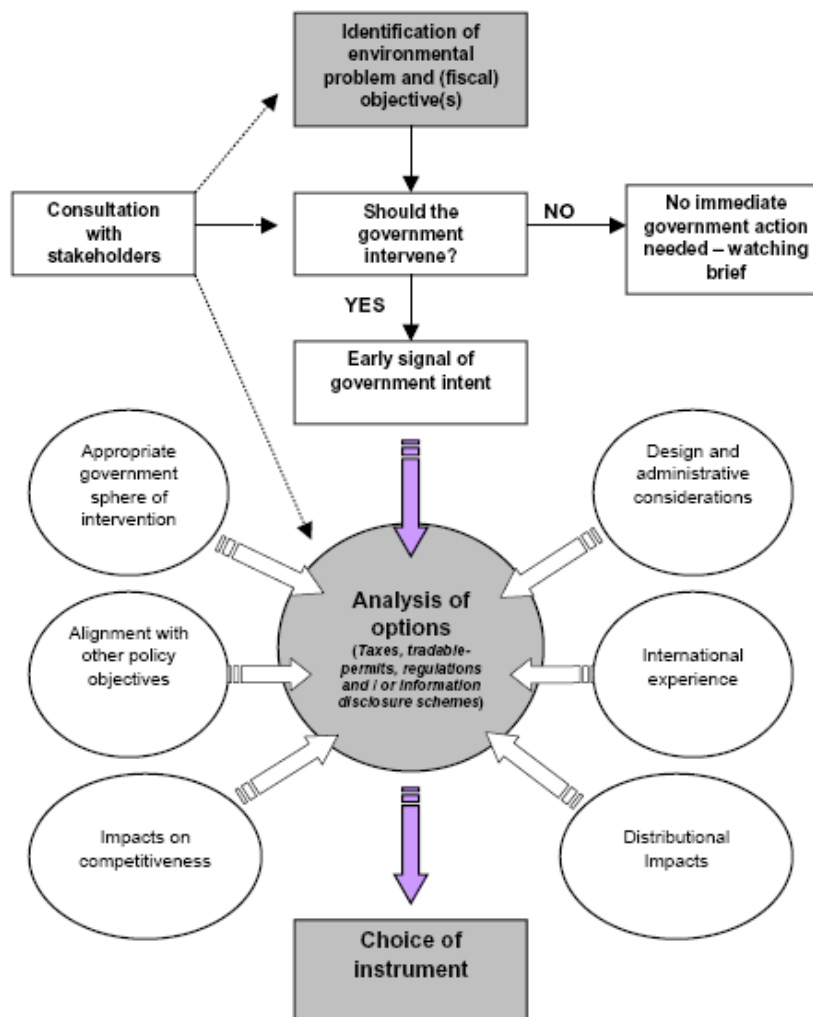 Identification of
environmental
problem and (fiscal)
objective(s)
Consultation
with
stakeholders
Should the
government
intervene?
NO
No immediate
government action
needed – watching
brief
YES
Early signal of
government intent
Appropriate
government
sphere of
intervention
Design and
administrative
considerations
Analysis of
options
(Taxes, tradable-
permits, regulations
and / or information
disclosure schemes)
Alignment with
other policy
objectives
International
experience
Impacts on
competitiveness
Distributional
Impacts
Choice of
instrument